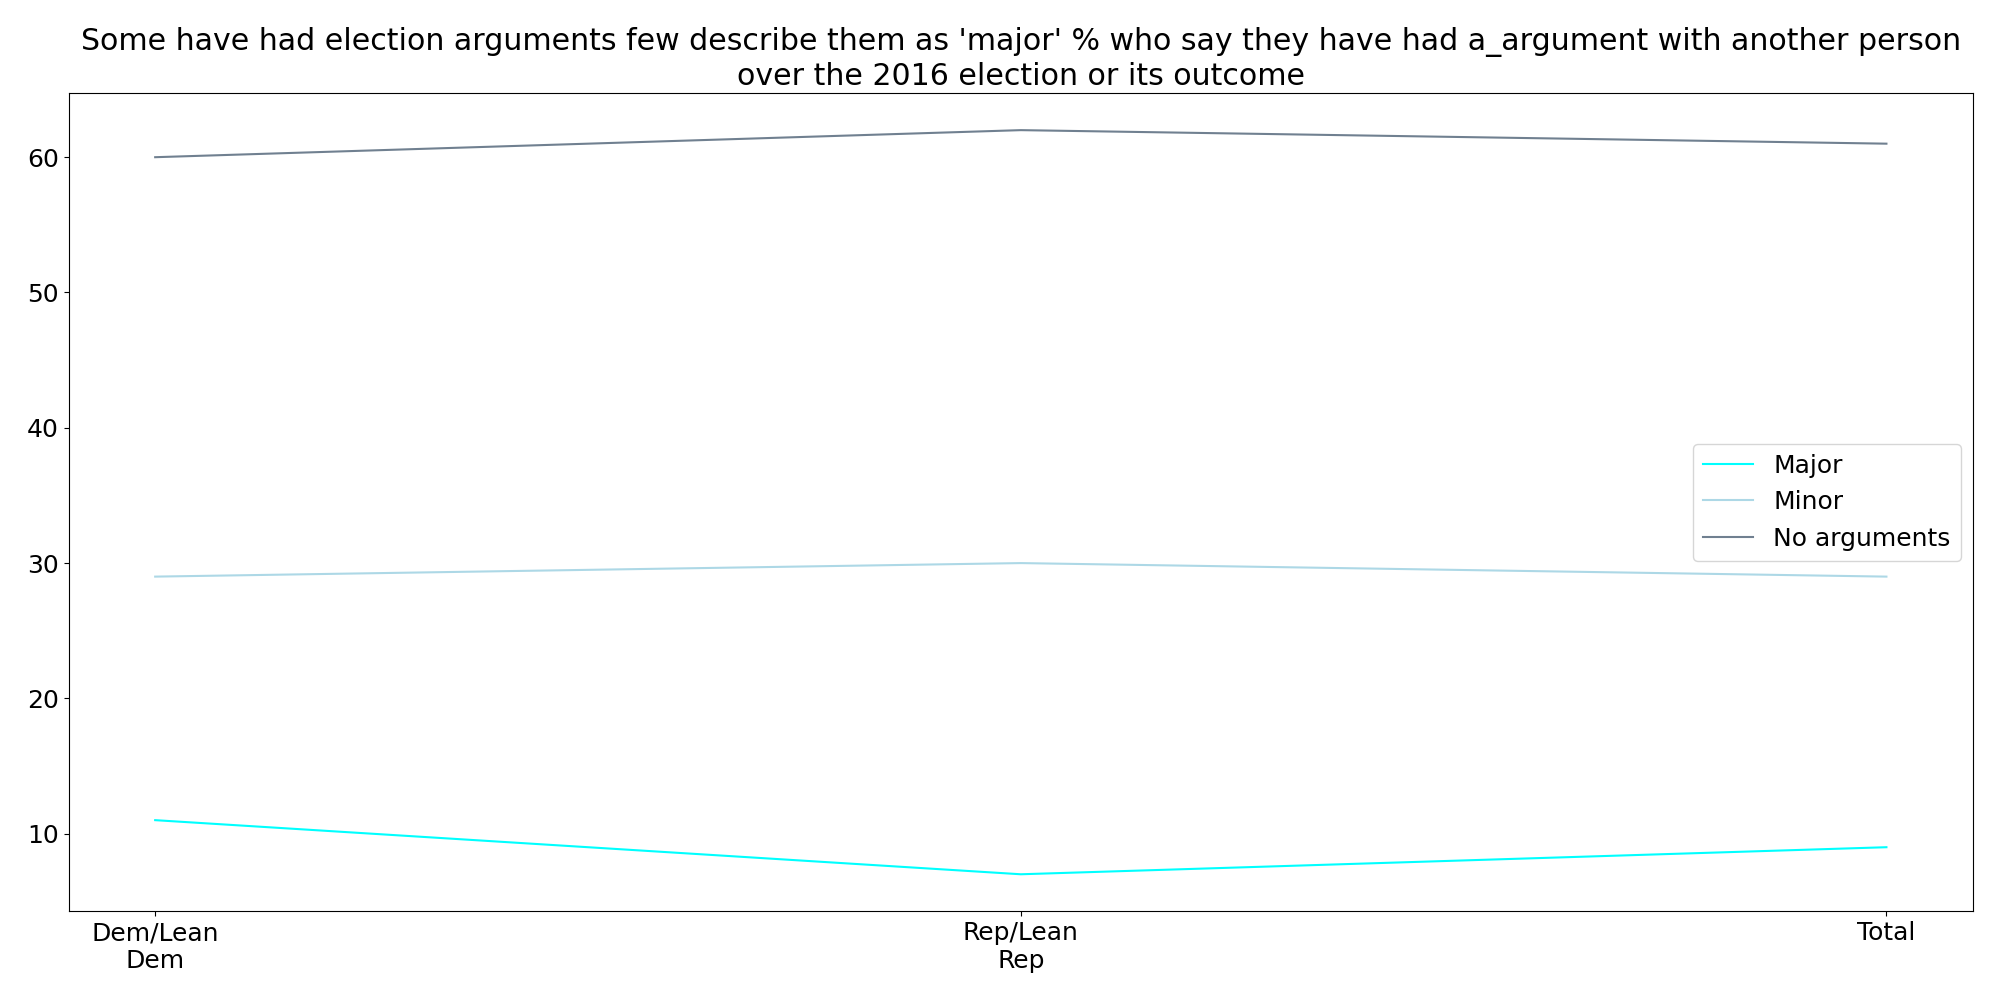 Some have had election arguments few describe them as 'major' % who say they have had a_argument with another person
over the 2016 election or its outcome
60
50
40
30
20
10
Major
Minor
No arguments
Dem/Lean
Dem
Rep/Lean
Rep
Total